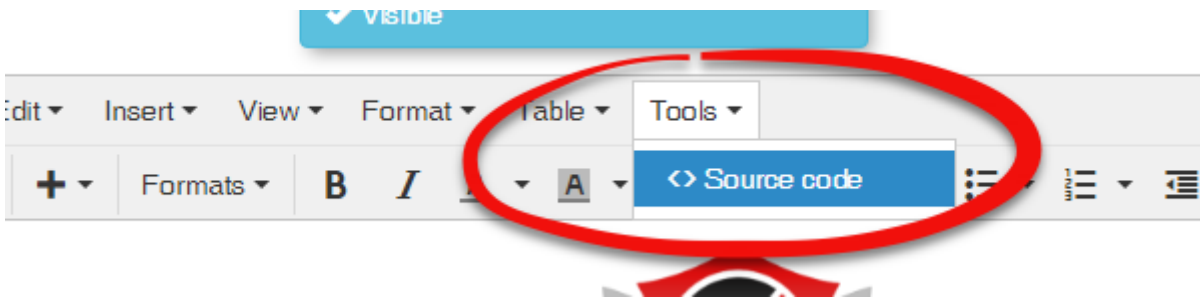 Visible
Edit Insert View Format Table Tools
Formats B I A A <> Source code